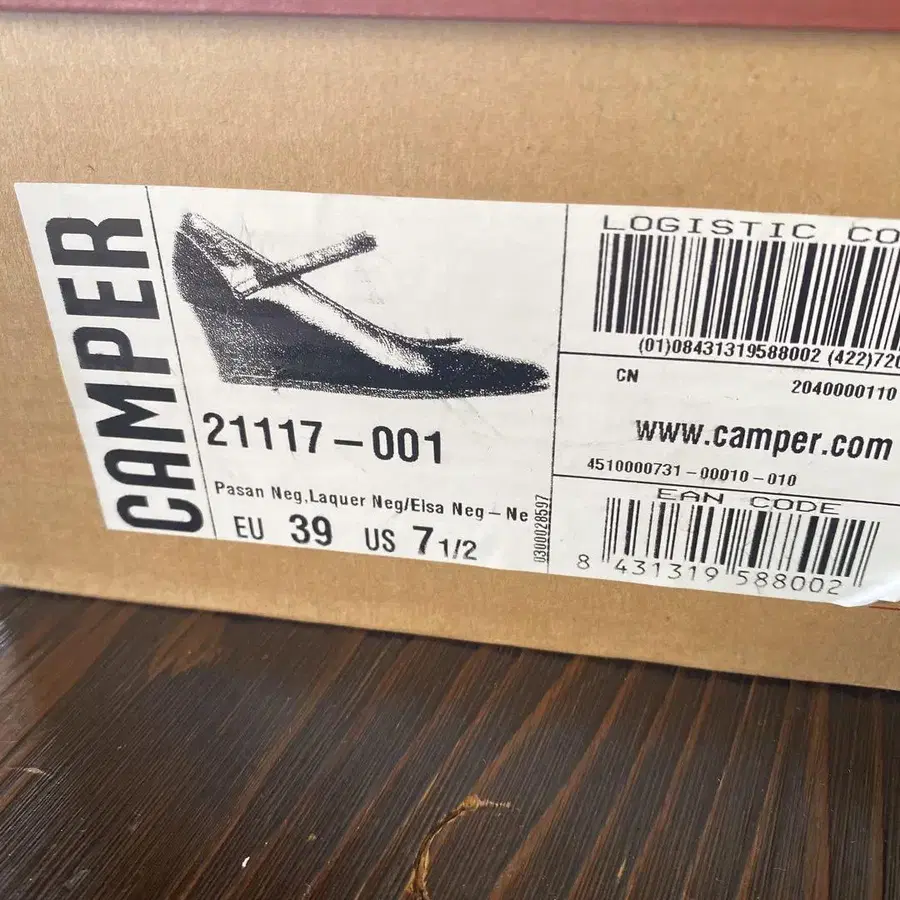 CAMPER
21117-001
Pasan Neg,Laquer Neg/Elsa Neg-Ne
EU 39 US 7 1/2
0300028597
LOGISTIC CO
(01)08431319588002 (422)720
CN 2040000110
www.camper.com
4510000731-00010-010
EAN CODE
8 431319 588002